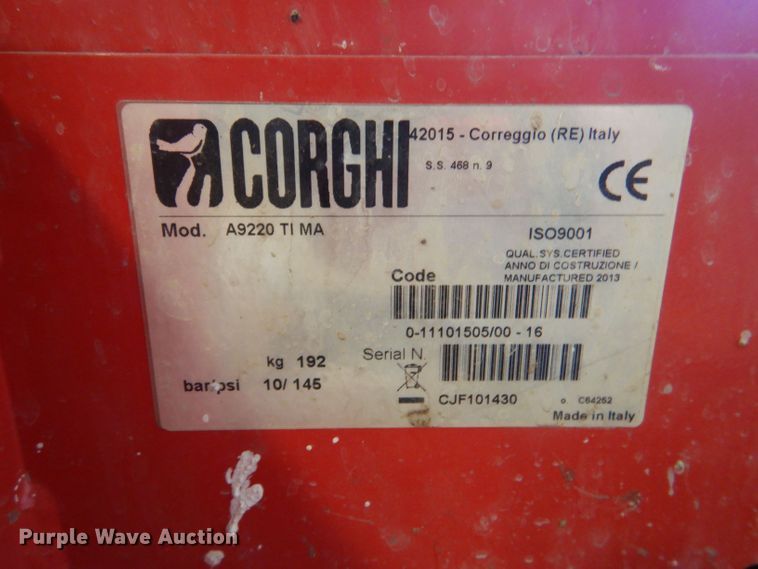 CORGHI 42015 - Correggio (RE) Italy
S.S. 468 n. 9
CE
Mod. A9220 TI MA
ISO9001
QUAL.SYS.CERTIFIED
ANNO DI COSTRUZIONE /
MANUFACTURED 2013
Code
0-11101505/00 - 16
kg 192
Serial N.
bar/psi 10/ 145
CJF101430
o C64252
Made in Italy
Purple Wave Auction